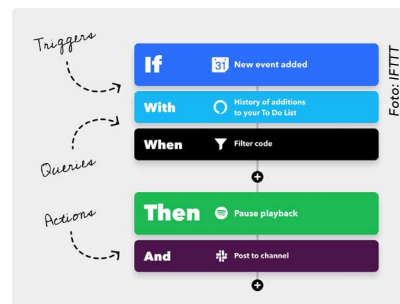 Triggers
If
31
New event added
With
History of additions
to your To Do List
When
Filter code
Queries
Actions
Then
Pause playback
And
Post to channel
Foto: IFTTT